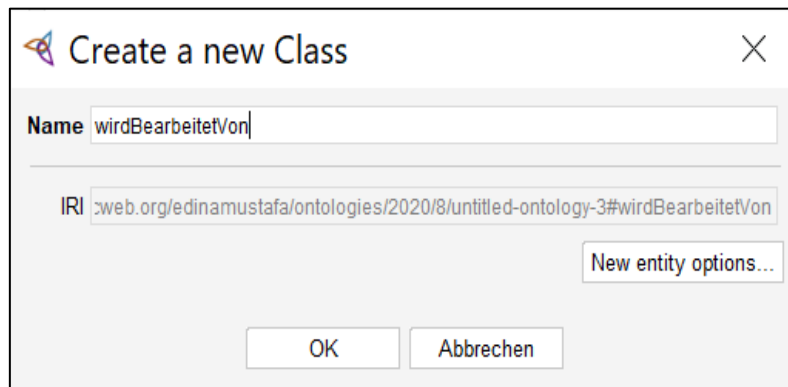 Create a new Class
Name wirdBearbeitetVon
IRI :web.org/edinamustafa/ontologies/2020/8/untitled-ontology-3#wirdBearbeitetVon
New entity options...
OK Abbrechen